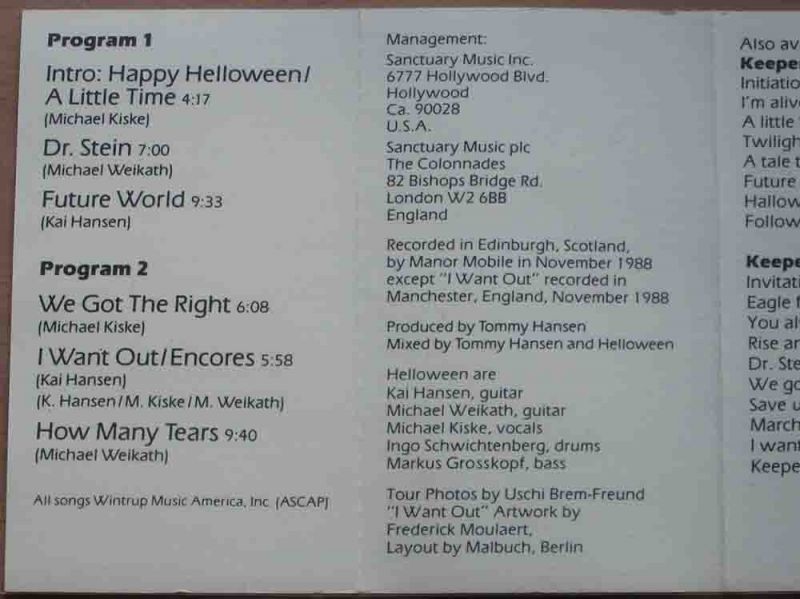 Program 1
Intro: Happy Helloween/
A Little Time 4:17
(Michael Kiske)
Dr. Stein 7:00
(Michael Weikath)
Future World 9:33
(Kai Hansen)
Program 2
We Got The Right 6:08
(Michael Kiske)
I Want Out/Encores 5:58
(Kai Hansen)
(K. Hansen/M. Kiske/M. Weikath)
How Many Tears 9:40
(Michael Weikath)
All songs Wintrup Music America, Inc. (ASCAP)
Management:
Sanctuary Music Inc.
6777 Hollywood Blvd.
Hollywood
Ca. 90028
U.S.A.
Sanctuary Music plc
The Colonnades
82 Bishops Bridge Rd.
London W2 6BB
England
Recorded in Edinburgh, Scotland,
by Manor Mobile in November 1988
except "I Want Out" recorded in
Manchester, England, November 1988
Produced by Tommy Hansen
Mixed by Tommy Hansen and Helloween
Helloween are
Kai Hansen, guitar
Michael Weikath, guitar
Michael Kiske, vocals
Ingo Schwichtenberg, drums
Markus Grosskopf, bass
Tour Photos by Uschi Brem-Freund
"I Want Out" Artwork by
Frederick Moulaert,
Layout by Malbuch, Berlin
Also av
Keeper
Initiatio
I'm alive
A little
Twiligh
A tale t
Future
Hallow
Follow
Keepe
Invitati
Eagle f
You al
Rise an
Dr. Ste
We go
Save u
March
I want
Keepe